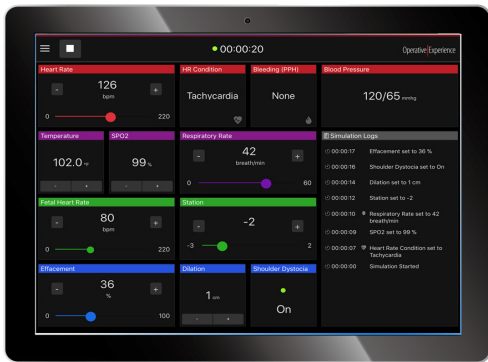 00:00:20
Operative Experience
Heart Rate
HR Condition
Bleeding (PPH)
Blood Pressure
-
126
bpm
+
0
220
Tachycardia
None
120/65 mmhg
Temperature
SPO2
Respiratory Rate
Simulation Logs
102.0 °F
- +
99 %
- +
-
42
breath/min
+
0
60
00:00:17 Effacement set to 36 %
00:00:16 Shoulder Dystocia set to On
00:00:14 Dilation set to 1 cm
00:00:12 Station set to -2
00:00:10 Respiratory Rate set to 42
breath/min
00:00:09 SPO2 set to 99 %
00:00:07 Heart Rate Condition set to
Tachycardia
00:00:00 Simulation Started
Fetal Heart Rate
Station
-
80
bpm
+
0
220
-
-2
+
-3
2
Effacement
Dilation
Shoulder Dystocia
-
36
%
+
0
100
1 cm
- +
On